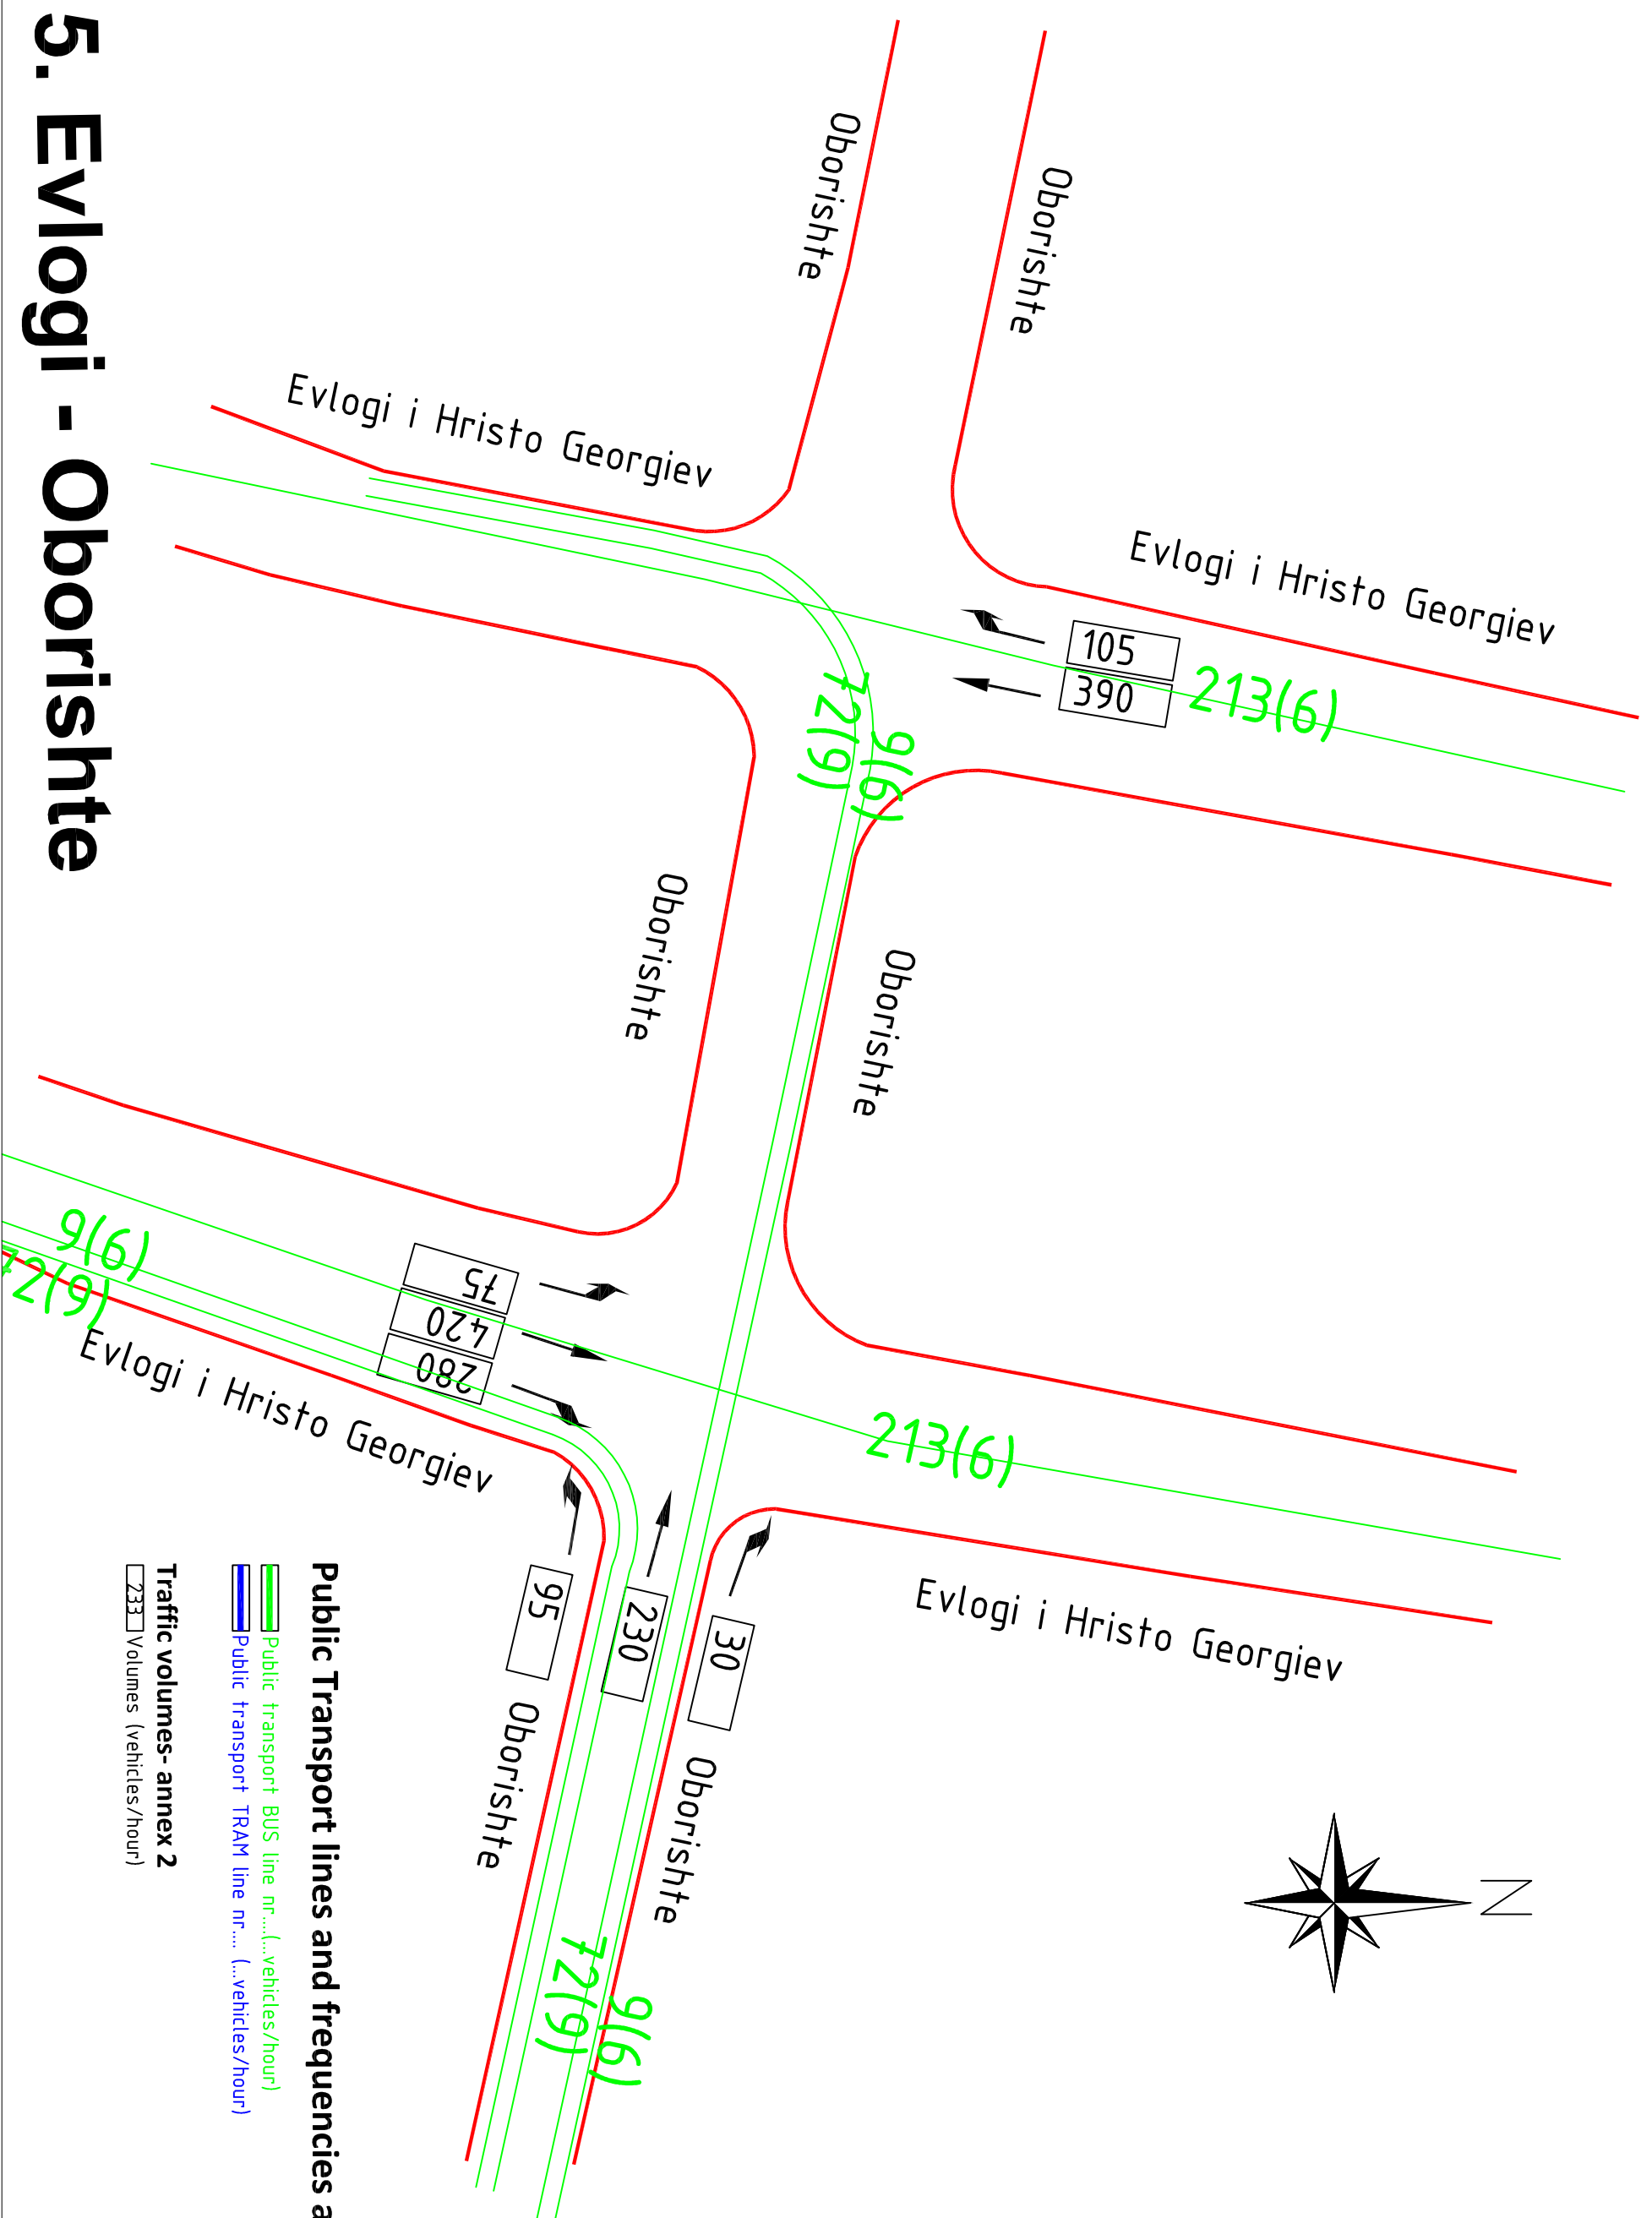 5. Evlogi - Oborishte
Oborishte
Oborishte
Evlogi i Hristo Georgiev
Evlogi i Hristo Georgiev
105
390
213(6)
72(9)
9(6)
Oborishte
Oborishte
9(6)
72(9)
75
420
280
Evlogi i Hristo Georgiev
213(6)
95
230
30
Evlogi i Hristo Georgiev
Oborishte
Oborishte
72(9)
9(6)
N
Public Transport lines and frequencies a
Public transport BUS line nr....(...vehicles/hour)
Public transport TRAM line nr.... (...vehicles/hour)
Traffic volumes- annex 2
233 Volumes (vehicles/hour)